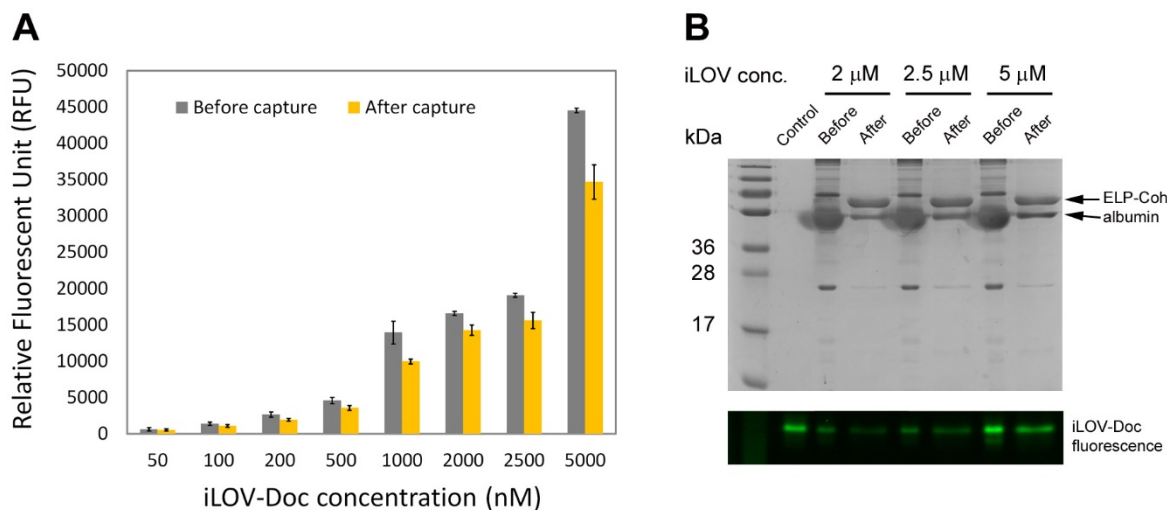 A
Relative Fluorescent Unit (RFU)
50000
45000
40000
35000
30000
25000
20000
15000
10000
5000
0
Before capture After capture
50 100 200 500 1000 2000 2500 5000
iLOV-Doc concentration (nM)
B
iLOV conc. 2 μM 2.5 μM 5 μM
kDa Control Before After Before After Before After
ELP-Coh
albumin
36
28
17
iLOV-Doc
fluorescence